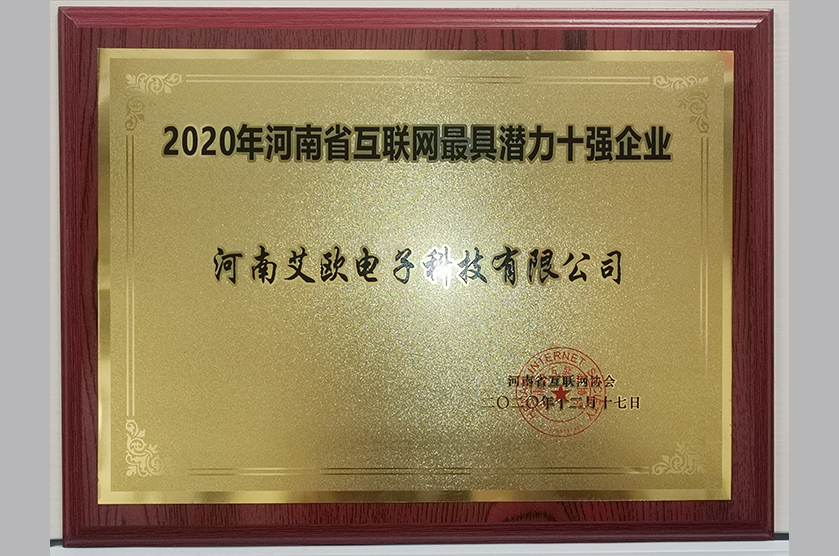 2020年河南省互联网最具潜力十强企业
河南艾欧电子科技有限公司
INTERNET SOCIETY
河南省互联网协会
二〇二〇年十二月十七日